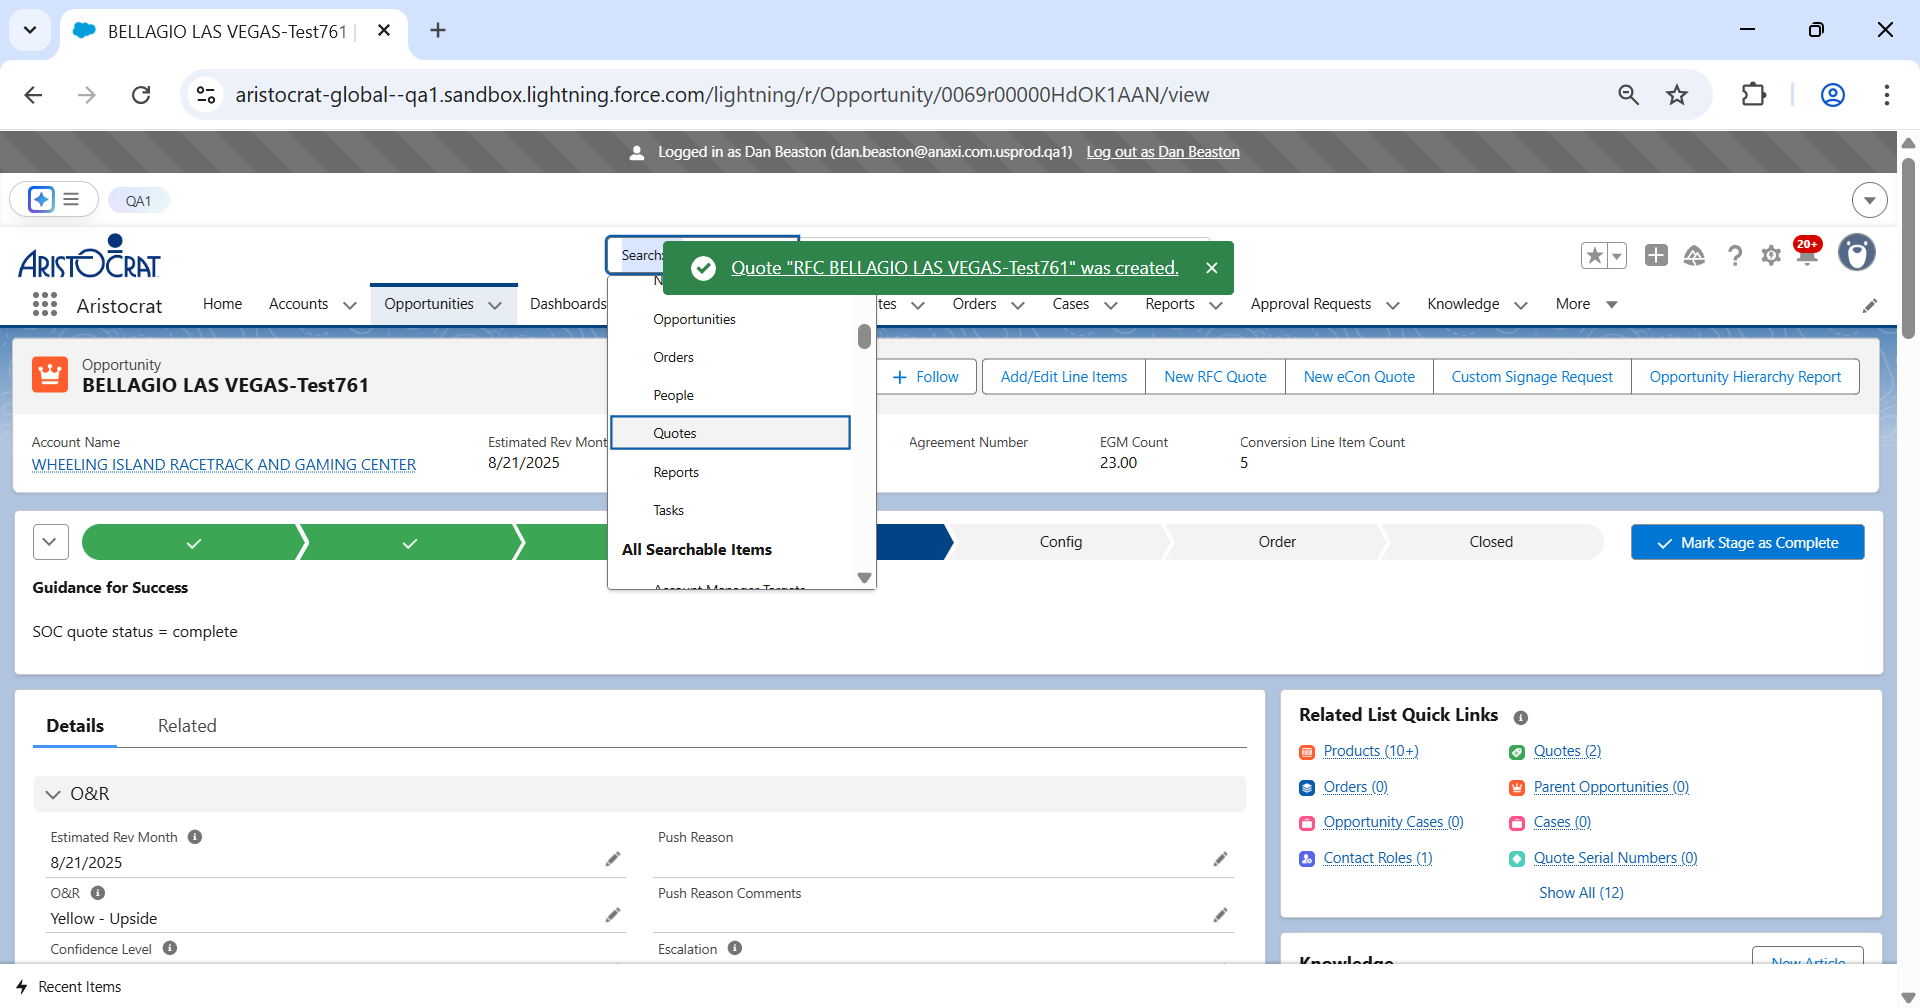 BELLAGIO LAS VEGAS-Test761
aristocrat-global--qa1.sandbox.lightning.force.com/lightning/r/Opportunity/0069r00000HdOK1AAN/view
Logged in as Dan Beaston (dan.beaston@anaxi.com.usprod.qa1) Log out as Dan Beaston
QA1
ARISTOCRAT
Search:
Quote "RFC BELLAGIO LAS VEGAS-Test761" was created.
20+
Aristocrat
Home
Accounts
Opportunities
Dashboards
Orders
Cases
Reports
Approval Requests
Knowledge
More
Opportunities
Orders
People
Quotes
Reports
Tasks
All Searchable Items
Account Manager Targets
Opportunity
BELLAGIO LAS VEGAS-Test761
Follow
Add/Edit Line Items
New RFC Quote
New eCon Quote
Custom Signage Request
Opportunity Hierarchy Report
Account Name
WHEELING ISLAND RACETRACK AND GAMING CENTER
Estimated Rev Mont
8/21/2025
Agreement Number
EGM Count
23.00
Conversion Line Item Count
5
Config
Order
Closed
Mark Stage as Complete
Guidance for Success
SOC quote status = complete
Details
Related
O&R
Estimated Rev Month
8/21/2025
Push Reason
O&R
Yellow - Upside
Push Reason Comments
Confidence Level
Escalation
Related List Quick Links
Products (10+)
Quotes (2)
Orders (0)
Parent Opportunities (0)
Opportunity Cases (0)
Cases (0)
Contact Roles (1)
Quote Serial Numbers (0)
Show All (12)
Knowledge
New Article
Recent Items